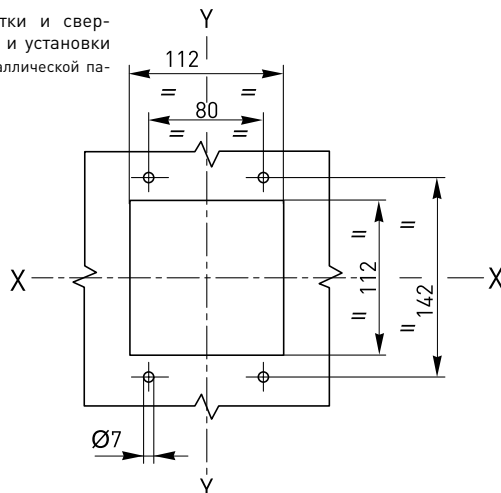 тки и свер-
и установки
аллической па-
Y
112
=
=
80
=
=
X
X
=
=
112
=
=
142
Ø7
Y